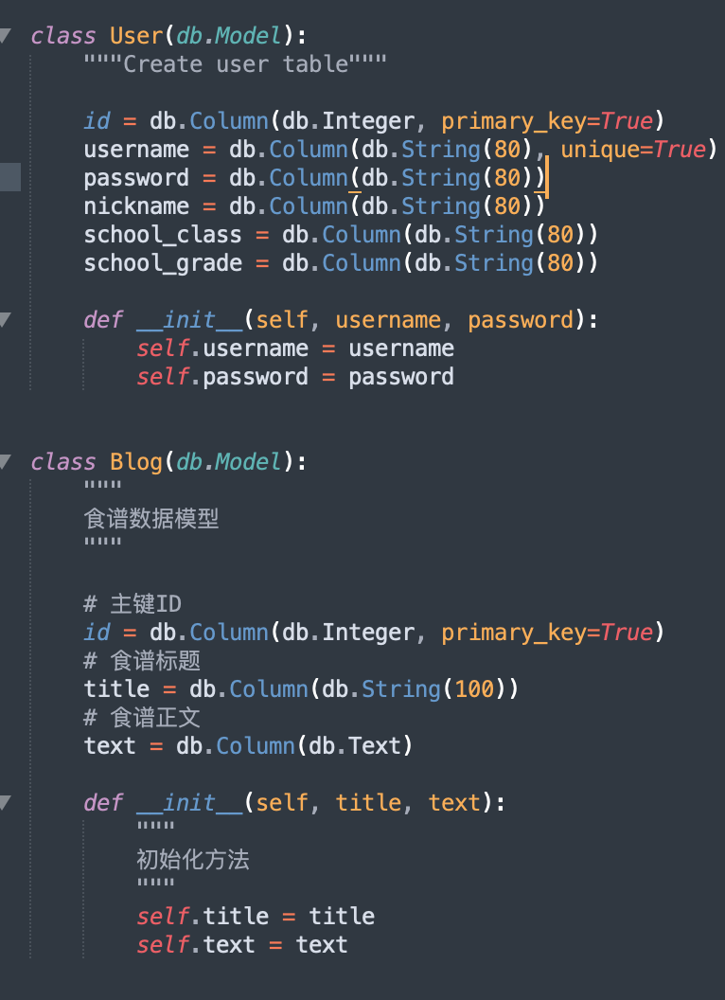 class User(db.Model):
    """Create user table"""
    id = db.Column(db.Integer, primary_key=True)
    username = db.Column(db.String(80), unique=True)
    password = db.Column(db.String(80))
    nickname = db.Column(db.String(80))
    school_class = db.Column(db.String(80))
    school_grade = db.Column(db.String(80))
    def __init__(self, username, password):
        self.username = username
        self.password = password
class Blog(db.Model):
    """
    食谱数据模型
    """
    # 主键ID
    id = db.Column(db.Integer, primary_key=True)
    # 食谱标题
    title = db.Column(db.String(100))
    # 食谱正文
    text = db.Column(db.Text)
    def __init__(self, title, text):
        """
        初始化方法
        """
        self.title = title
        self.text = text